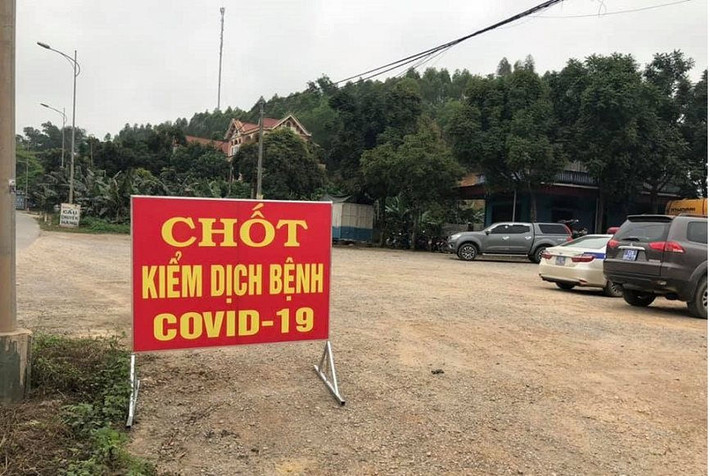 CHỐT
KIỂM DỊCH BỆNH
COVID-19